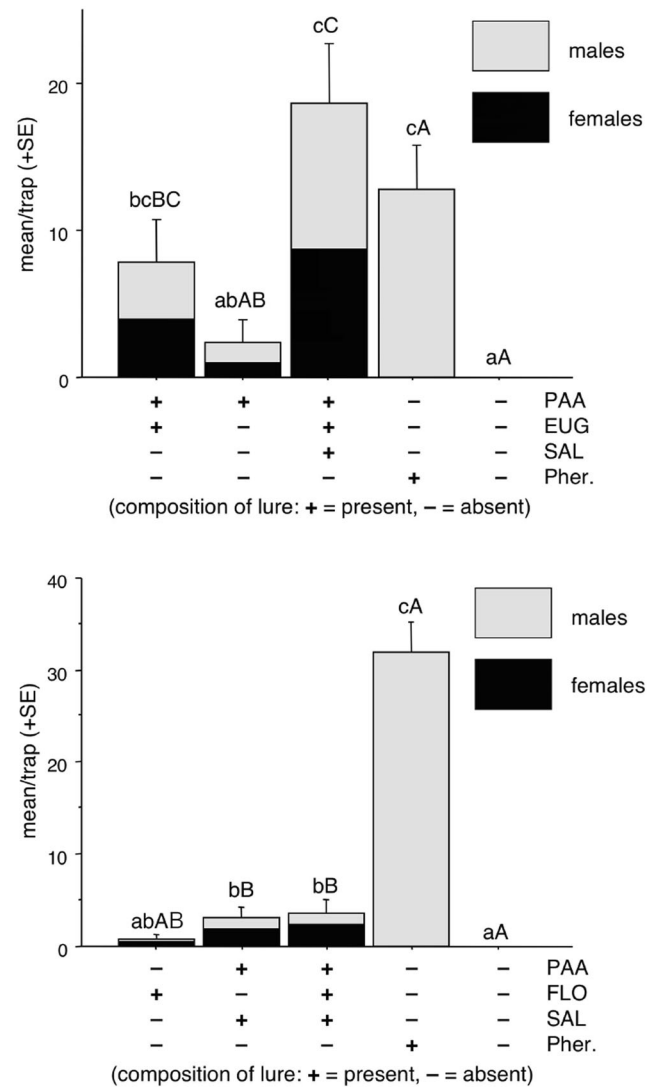 cC
males
20
females
cA
mean/trap (+SE)
bcBC
10
abAB
aA
0
+ + + – – PAA
+ – + – – EUG
– – + – – SAL
– – – + – Pher.
(composition of lure: + = present, – = absent)
40
cA
males
30
females
mean/trap (+SE)
20
10
abAB
bB
bB
aA
0
– + + – – PAA
+ – + – – FLO
– + + – – SAL
– – – + – Pher.
(composition of lure: + = present, – = absent)